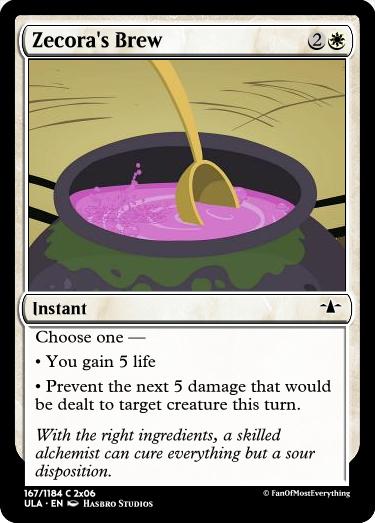 Zecora's Brew 2
Instant
Choose one —
• You gain 5 life
• Prevent the next 5 damage that would
be dealt to target creature this turn.
With the right ingredients, a skilled
alchemist can cure everything but a sour
disposition.
167/1184 C 2x06
ULA • EN Hasbro Studios © FanOfMostEverything